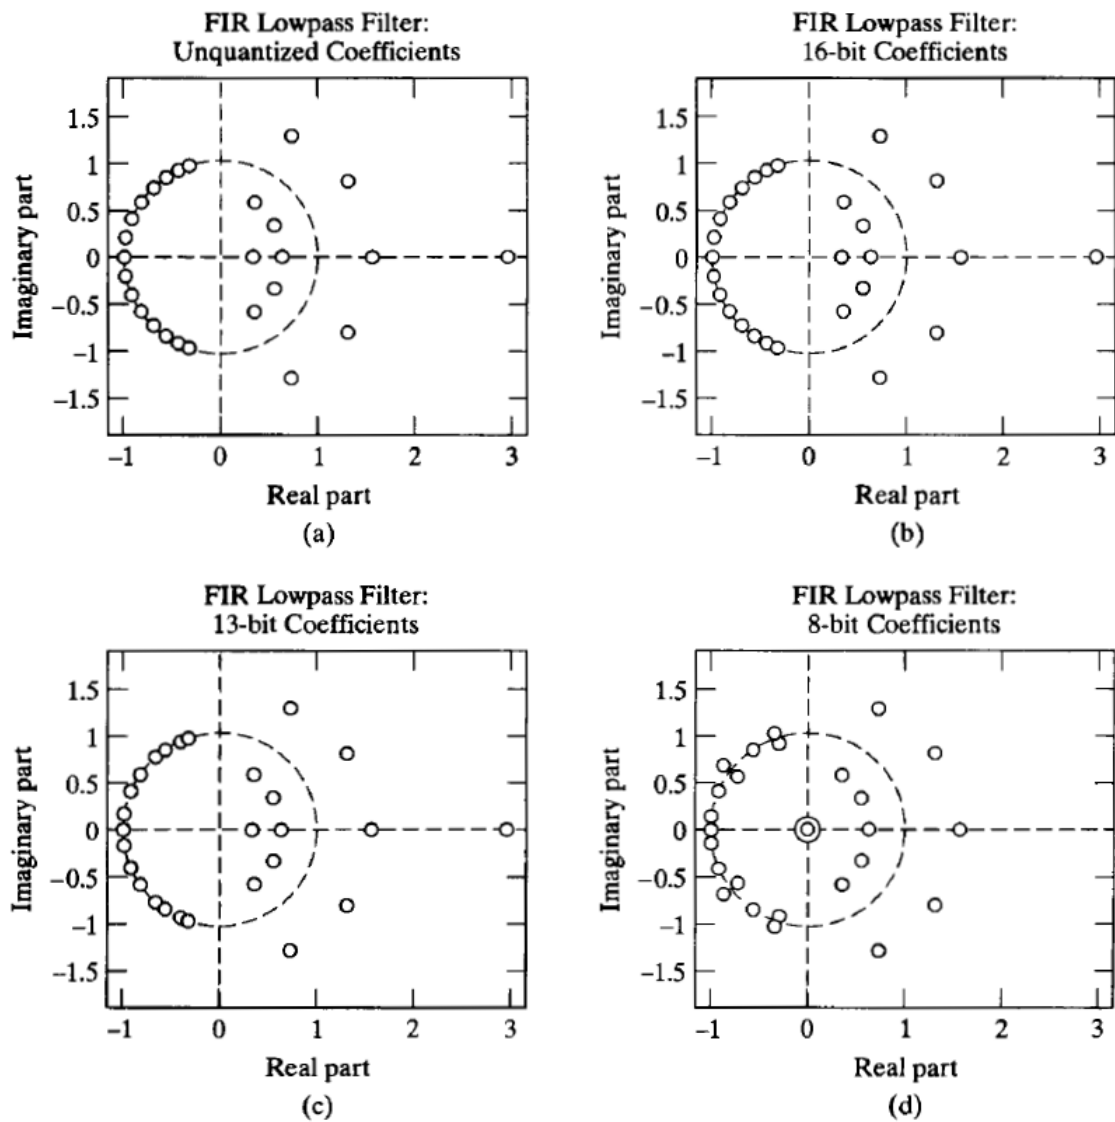 FIR Lowpass Filter:
Unquantized Coefficients
Imaginary part
1.5
1
0.5
0
−0.5
−1
−1.5
−1
0
1
2
3
Real part
(a)
FIR Lowpass Filter:
16-bit Coefficients
Imaginary part
1.5
1
0.5
0
−0.5
−1
−1.5
−1
0
1
2
3
Real part
(b)
FIR Lowpass Filter:
13-bit Coefficients
Imaginary part
1.5
1
0.5
0
−0.5
−1
−1.5
−1
0
1
2
3
Real part
(c)
FIR Lowpass Filter:
8-bit Coefficients
Imaginary part
1.5
1
0.5
0
−0.5
−1
−1.5
−1
0
1
2
3
Real part
(d)